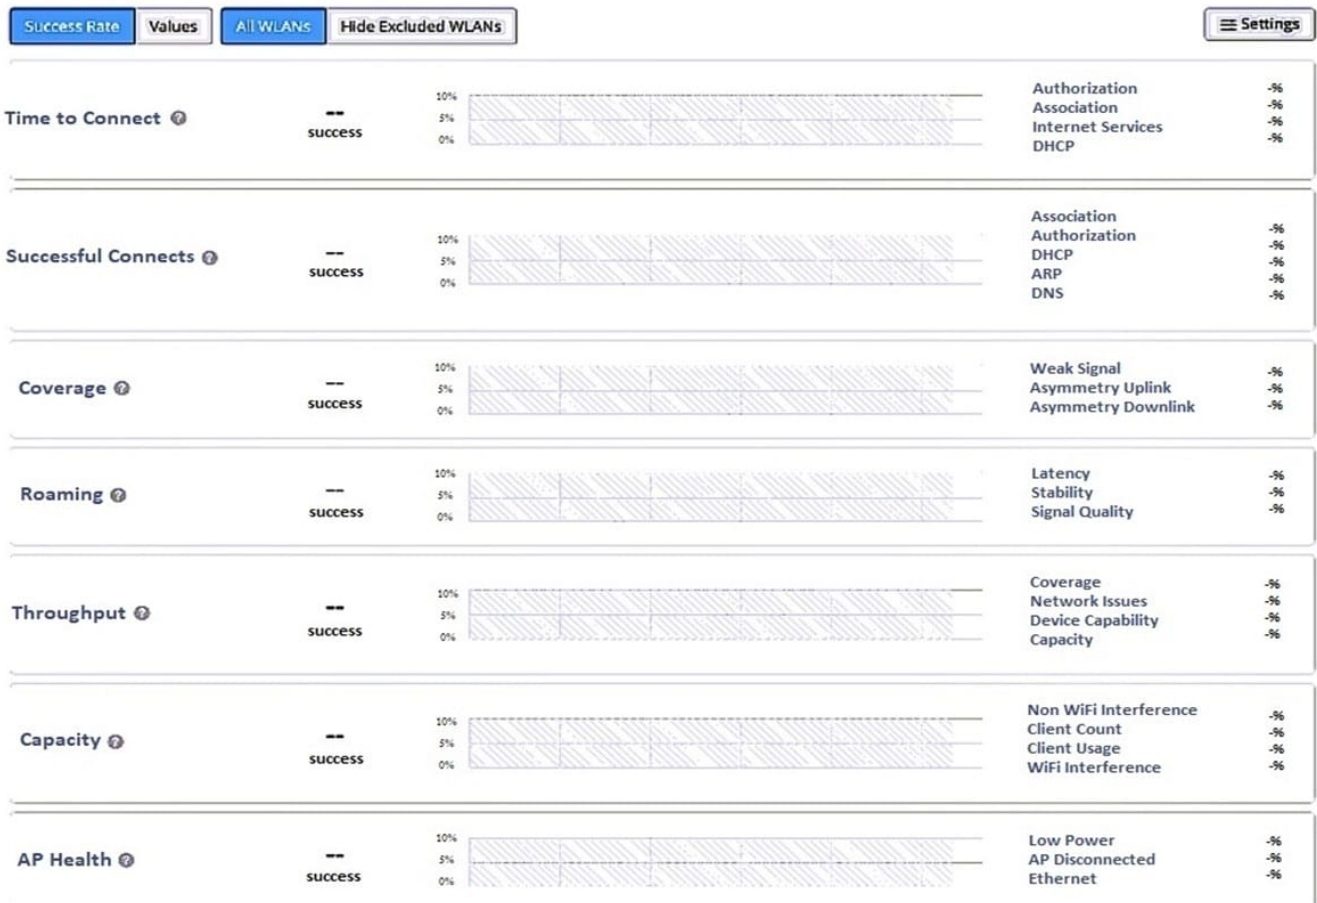 Success Rate Values All WLANs Hide Excluded WLANs Settings
Time to Connect
--
success
10%
5%
0%
Authorization -%
Association -%
Internet Services -%
DHCP -%
Successful Connects
--
success
10%
5%
0%
Association -%
Authorization -%
DHCP -%
ARP -%
DNS -%
Coverage
--
success
10%
5%
0%
Weak Signal -%
Asymmetry Uplink -%
Asymmetry Downlink -%
Roaming
--
success
10%
5%
0%
Latency -%
Stability -%
Signal Quality -%
Throughput
--
success
10%
5%
0%
Coverage -%
Network Issues -%
Device Capability -%
Capacity -%
Capacity
--
success
10%
5%
0%
Non WiFi Interference -%
Client Count -%
Client Usage -%
WiFi Interference -%
AP Health
--
success
10%
5%
0%
Low Power -%
AP Disconnected -%
Ethernet -%